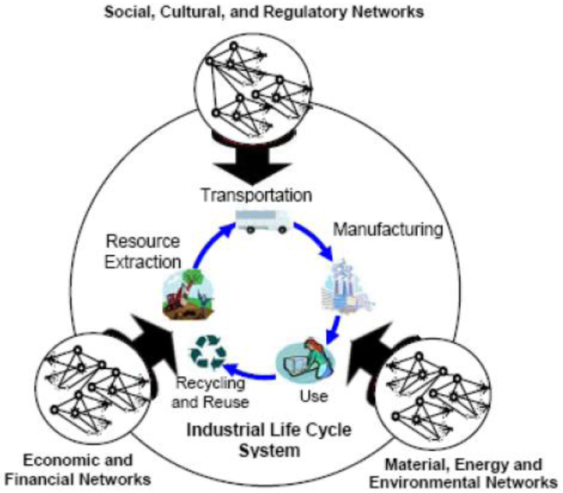 Social, Cultural, and Regulatory Networks
Transportation
Manufacturing
Resource
Extraction
Recycling
and Reuse
Use
Industrial Life Cycle
System
Economic and
Financial Networks
Material, Energy and
Environmental Networks